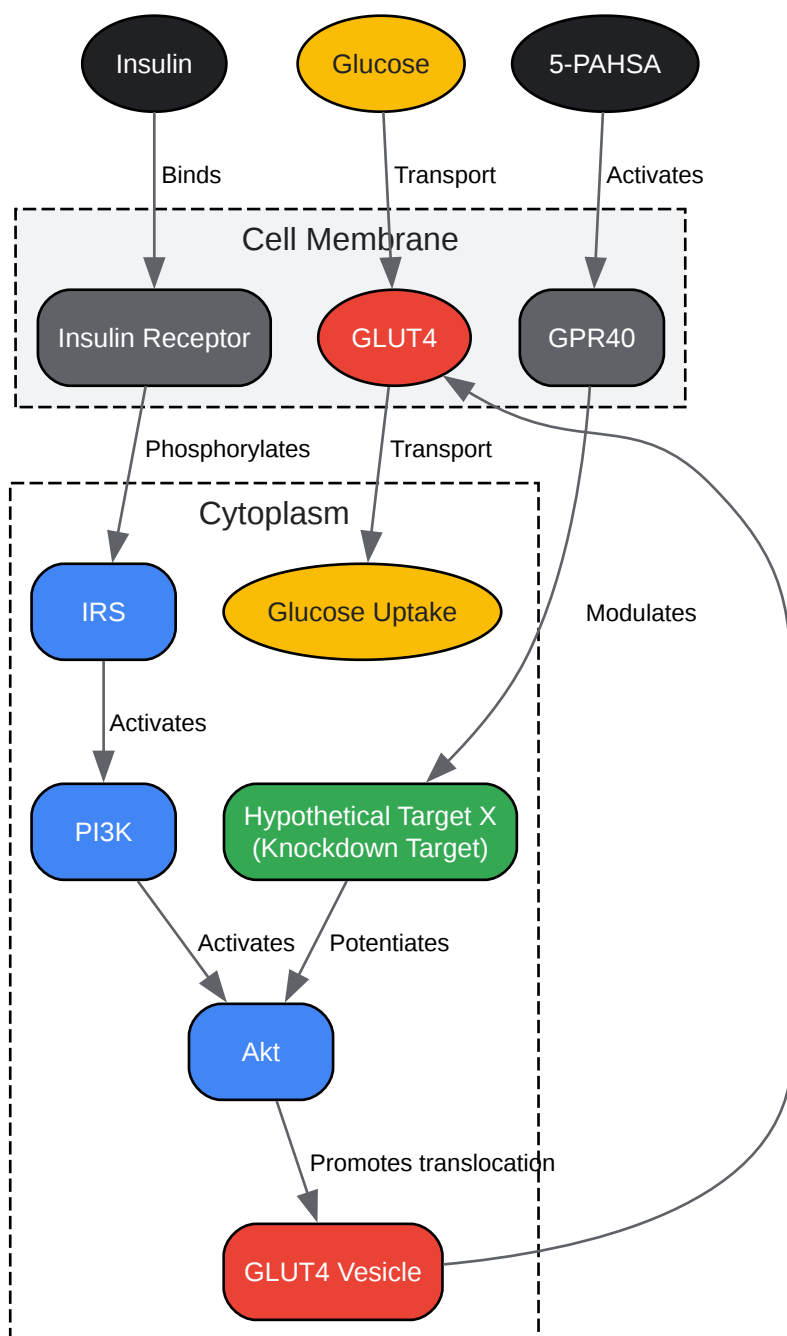 Insulin
Glucose
5-PAHSA
Binds
Transport
Activates
Cell Membrane
Insulin Receptor
GLUT4
GPR40
Phosphorylates
Transport
Cytoplasm
IRS
Glucose Uptake
Modulates
Activates
PI3K
Hypothetical Target X
(Knockdown Target)
Activates
Potentiates
Akt
Promotes translocation
GLUT4 Vesicle